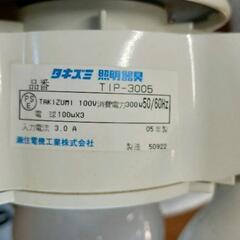 タキズミ 照明器具
品番 TIP-3005
PSE TAKIZUMI 100V 消費電力300W 50/60Hz
電球100W×3
入力電流 3.0 A 05年製
瀧住電機工業株式会社 製造 50922